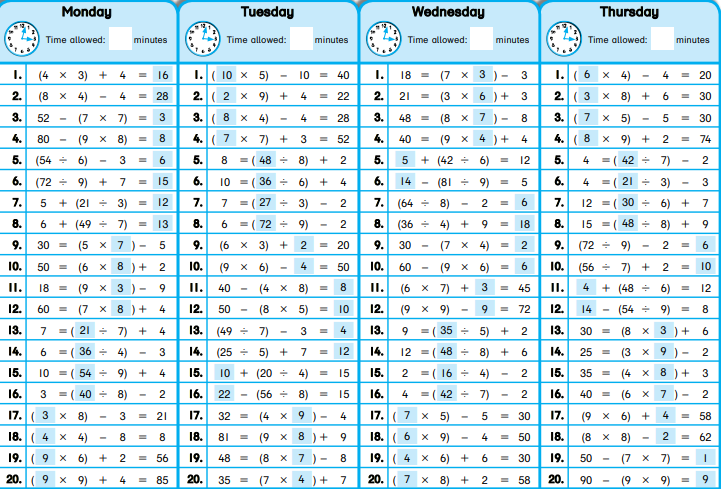 Monday
Time allowed: minutes
1. (4 × 3) + 4 = 16
2. (8 × 4) – 4 = 28
3. 52 – (7 × 7) = 3
4. 80 – (9 × 8) = 8
5. (54 ÷ 6) – 3 = 6
6. (72 ÷ 9) + 7 = 15
7. 5 + (21 ÷ 3) = 12
8. 6 + (49 ÷ 7) = 13
9. 30 = (5 × 7) – 5
10. 50 = (6 × 8) + 2
11. 18 = (9 × 3) – 9
12. 60 = (7 × 8) + 4
13. 7 = (21 ÷ 7) + 4
14. 6 = (36 ÷ 4) – 3
15. 10 = (54 ÷ 9) + 4
16. 3 = (40 ÷ 8) – 2
17. (3 × 8) – 3 = 21
18. (4 × 4) – 8 = 8
19. (9 × 6) + 2 = 56
20. (9 × 9) + 4 = 85
Tuesday
Time allowed: minutes
1. (10 × 5) – 10 = 40
2. (2 × 9) + 4 = 22
3. (8 × 4) – 4 = 28
4. (7 × 7) + 3 = 52
5. 8 = (48 ÷ 8) + 2
6. 10 = (36 ÷ 6) + 4
7. 7 = (27 ÷ 3) – 2
8. 6 = (72 ÷ 9) – 2
9. (6 × 3) + 2 = 20
10. (9 × 6) – 4 = 50
11. 40 – (4 × 8) = 8
12. 50 – (8 × 5) = 10
13. (49 ÷ 7) – 3 = 4
14. (25 ÷ 5) + 7 = 12
15. 10 + (20 ÷ 4) = 15
16. 22 – (56 ÷ 8) = 15
17. 32 = (4 × 9) – 4
18. 81 = (9 × 8) + 9
19. 48 = (8 × 7) – 8
20. 35 = (7 × 4) + 7
Wednesday
Time allowed: minutes
1. 18 = (7 × 3) – 3
2. 21 = (3 × 6) + 3
3. 48 = (8 × 7) – 8
4. 40 = (9 × 4) + 4
5. 5 + (42 ÷ 6) = 12
6. 14 – (81 ÷ 9) = 5
7. (64 ÷ 8) – 2 = 6
8. (36 ÷ 4) + 9 = 18
9. 30 – (7 × 4) = 2
10. 60 – (9 × 6) = 6
11. (6 × 7) + 3 = 45
12. (9 × 9) – 9 = 72
13. 9 = (35 ÷ 5) + 2
14. 12 = (48 ÷ 8) + 6
15. 2 = (16 ÷ 4) – 2
16. 4 = (42 ÷ 7) – 2
17. (7 × 5) – 5 = 30
18. (6 × 9) – 4 = 50
19. (4 × 6) + 6 = 30
20. (7 × 8) + 2 = 58
Thursday
Time allowed: minutes
1. (6 × 4) – 4 = 20
2. (3 × 8) + 6 = 30
3. (7 × 5) – 5 = 30
4. (8 × 9) + 2 = 74
5. 4 = (42 ÷ 7) – 2
6. 4 = (21 ÷ 3) – 3
7. 12 = (30 ÷ 6) + 7
8. 15 = (48 ÷ 8) + 9
9. (72 ÷ 9) – 2 = 6
10. (56 ÷ 7) + 2 = 10
11. 4 + (48 ÷ 6) = 12
12. 14 – (54 ÷ 9) = 8
13. 30 = (8 × 3) + 6
14. 25 = (3 × 9) – 2
15. 35 = (4 × 8) + 3
16. 40 = (6 × 7) – 2
17. (9 × 6) + 4 = 58
18. (8 × 8) – 2 = 62
19. 50 – (7 × 7) = 1
20. 90 – (9 × 9) = 9